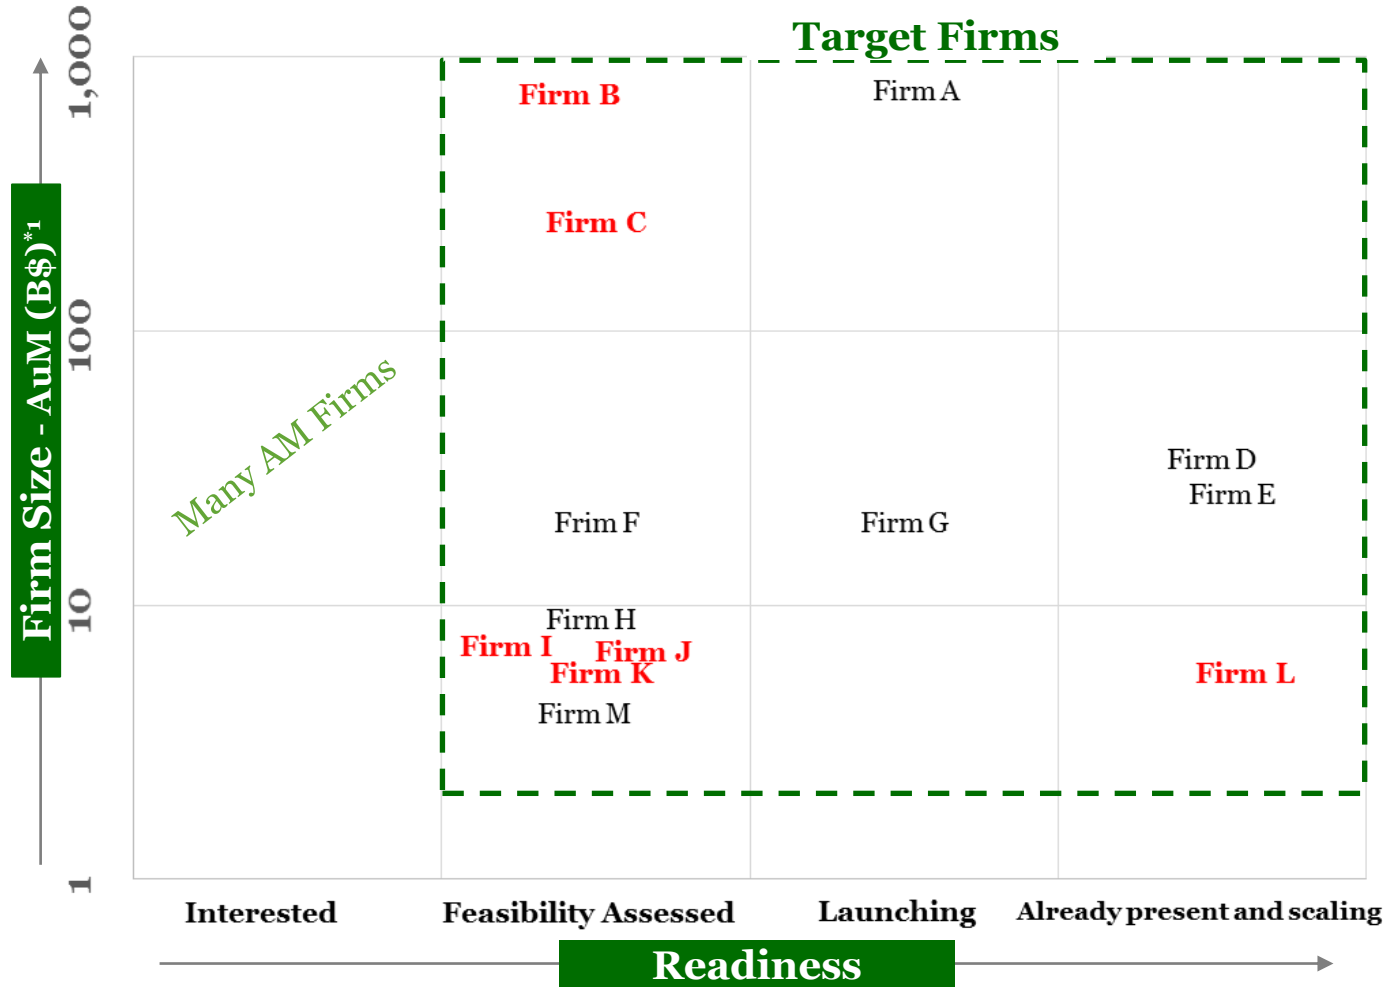 Target Firms
1,000
Firm B
Firm A
Firm C
Firm Size - AuM (B$)*1
100
Many AM Firms
Firm D
Firm E
Frim F
Firm G
10
Firm H
Firm I
Firm J
Firm K
Firm L
Firm M
1
Interested
Feasibility Assessed
Launching
Already present and scaling
Readiness